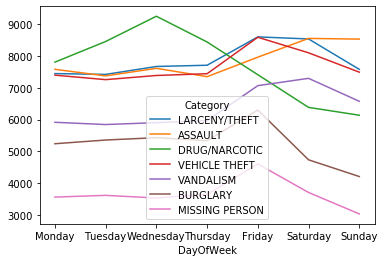 9000
8000
7000
6000
5000
4000
3000
Category
LARCENY/THEFT
ASSAULT
DRUG/NARCOTIC
VEHICLE THEFT
VANDALISM
BURGLARY
MISSING PERSON
Monday Tuesday Wednesday Thursday Friday Saturday Sunday
DayOfWeek